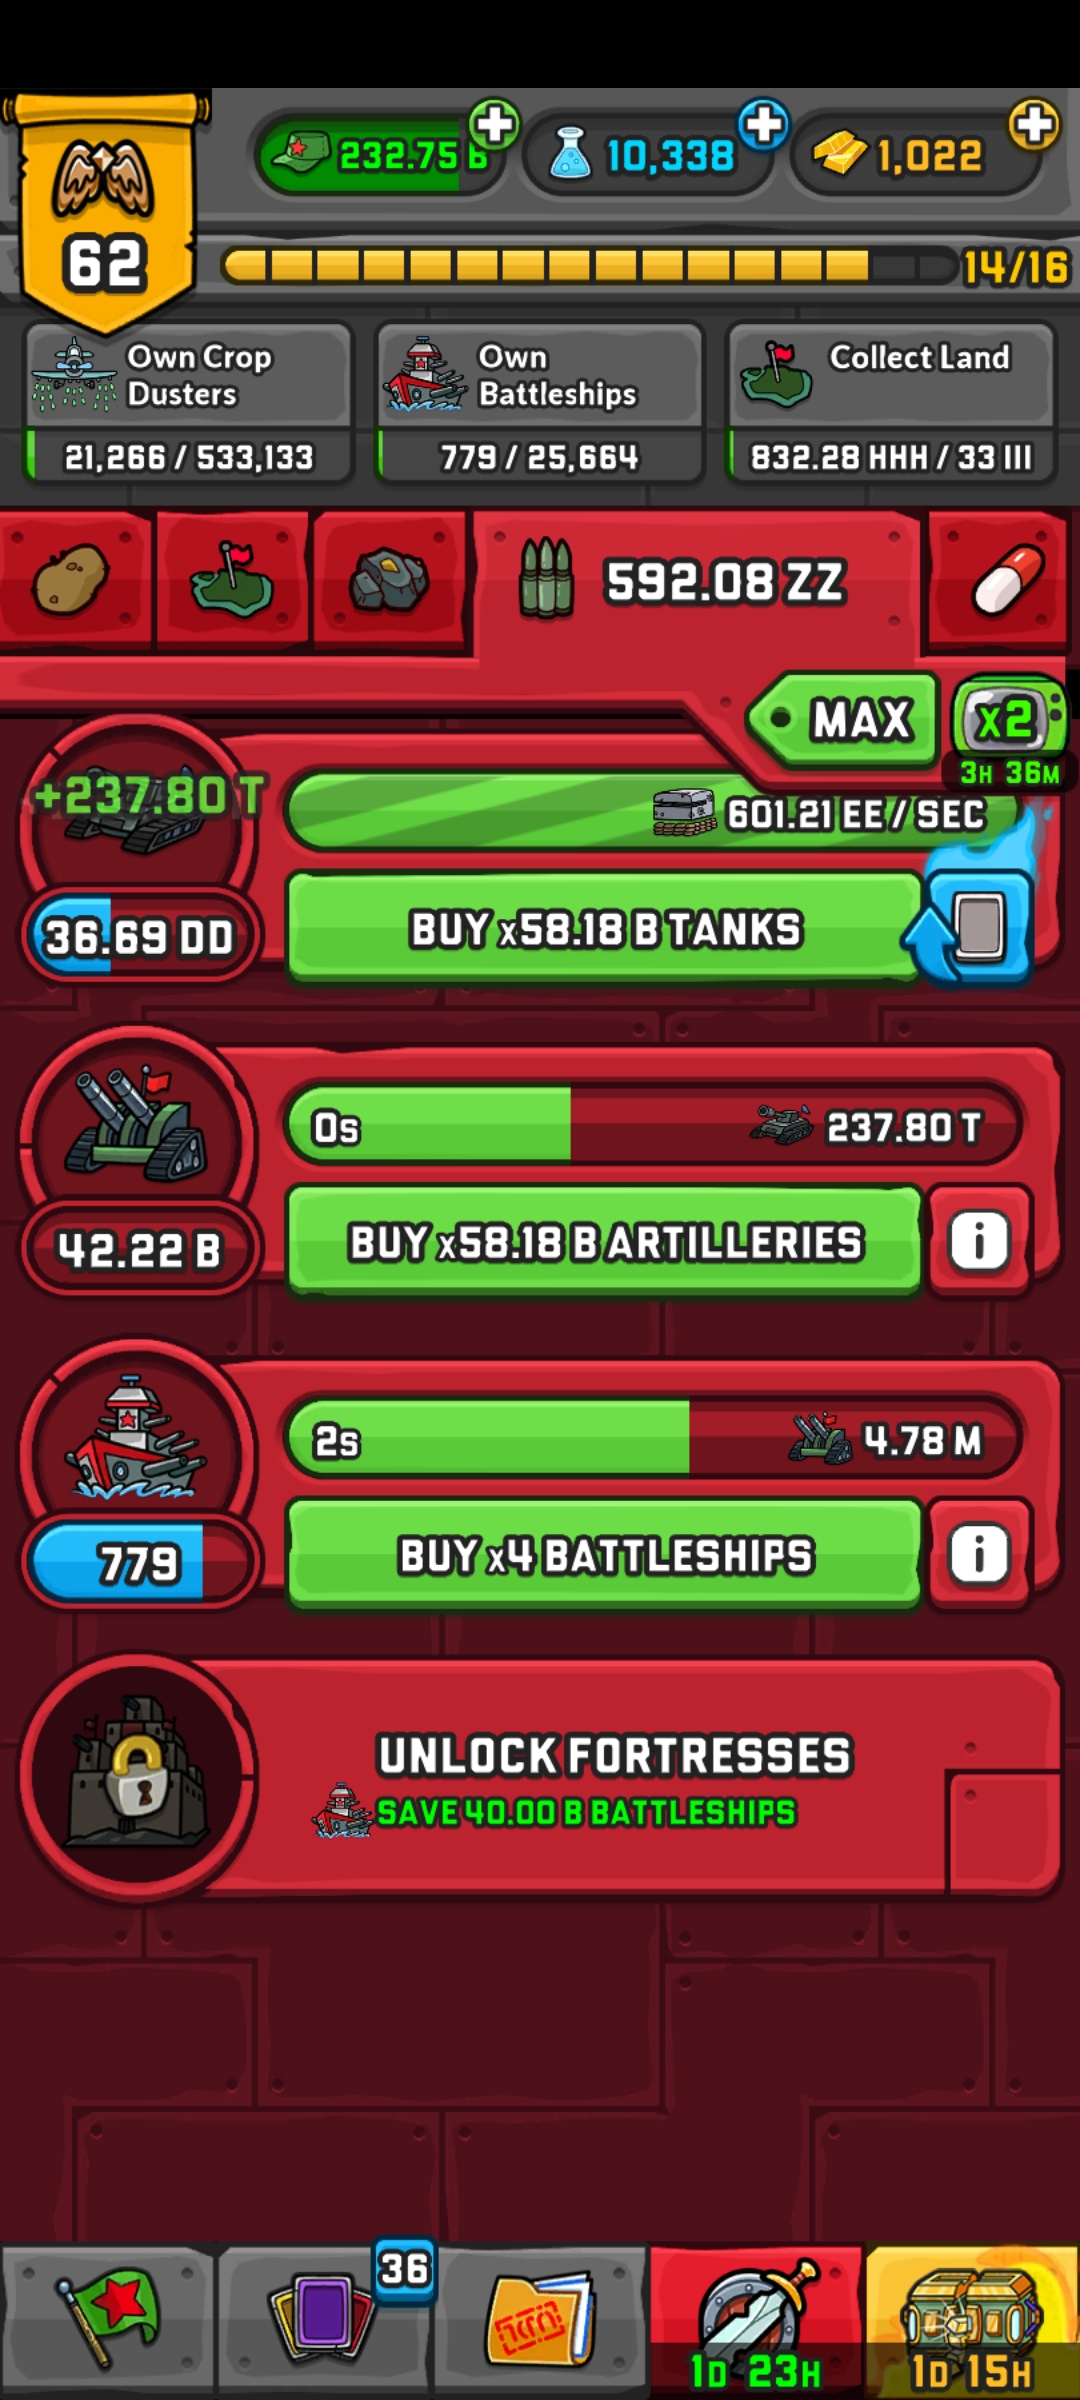 232.75 B
10,338
1,022
62
14/16
Own Crop
Dusters
21,266 / 533,133
Own
Battleships
779 / 25,664
Collect Land
832.28 HHH / 33 III
592.08 ZZ
MAX
x2
3H 36M
+237.80 T
601.21 EE / SEC
36.69 DD
BUY x58.18 B TANKS
0s
237.80 T
42.22 B
BUY x58.18 B ARTILLERIES
i
2s
4.78 M
779
BUY x4 BATTLESHIPS
i
UNLOCK FORTRESSES
SAVE 40.00 B BATTLESHIPS
36
1D 23H
1D 15H